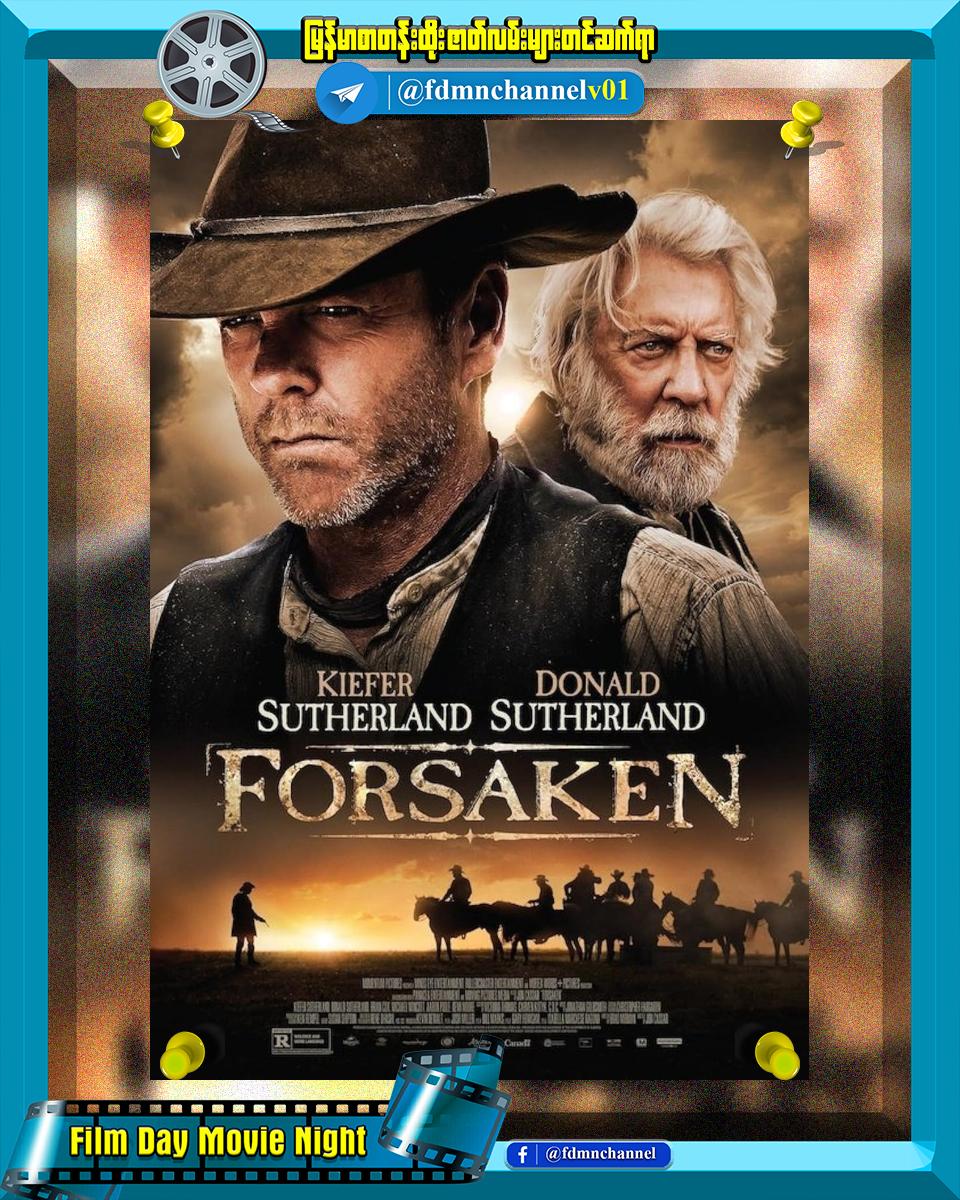 မြန်မာစာတန်းထိုးဇာတ်လမ်းများတင်ဆက်ရာ
@fdmnchannelv01
KIEFER SUTHERLAND
DONALD SUTHERLAND
FORSAKEN
R
Canada
Film Day Movie Night
f @fdmnchannel